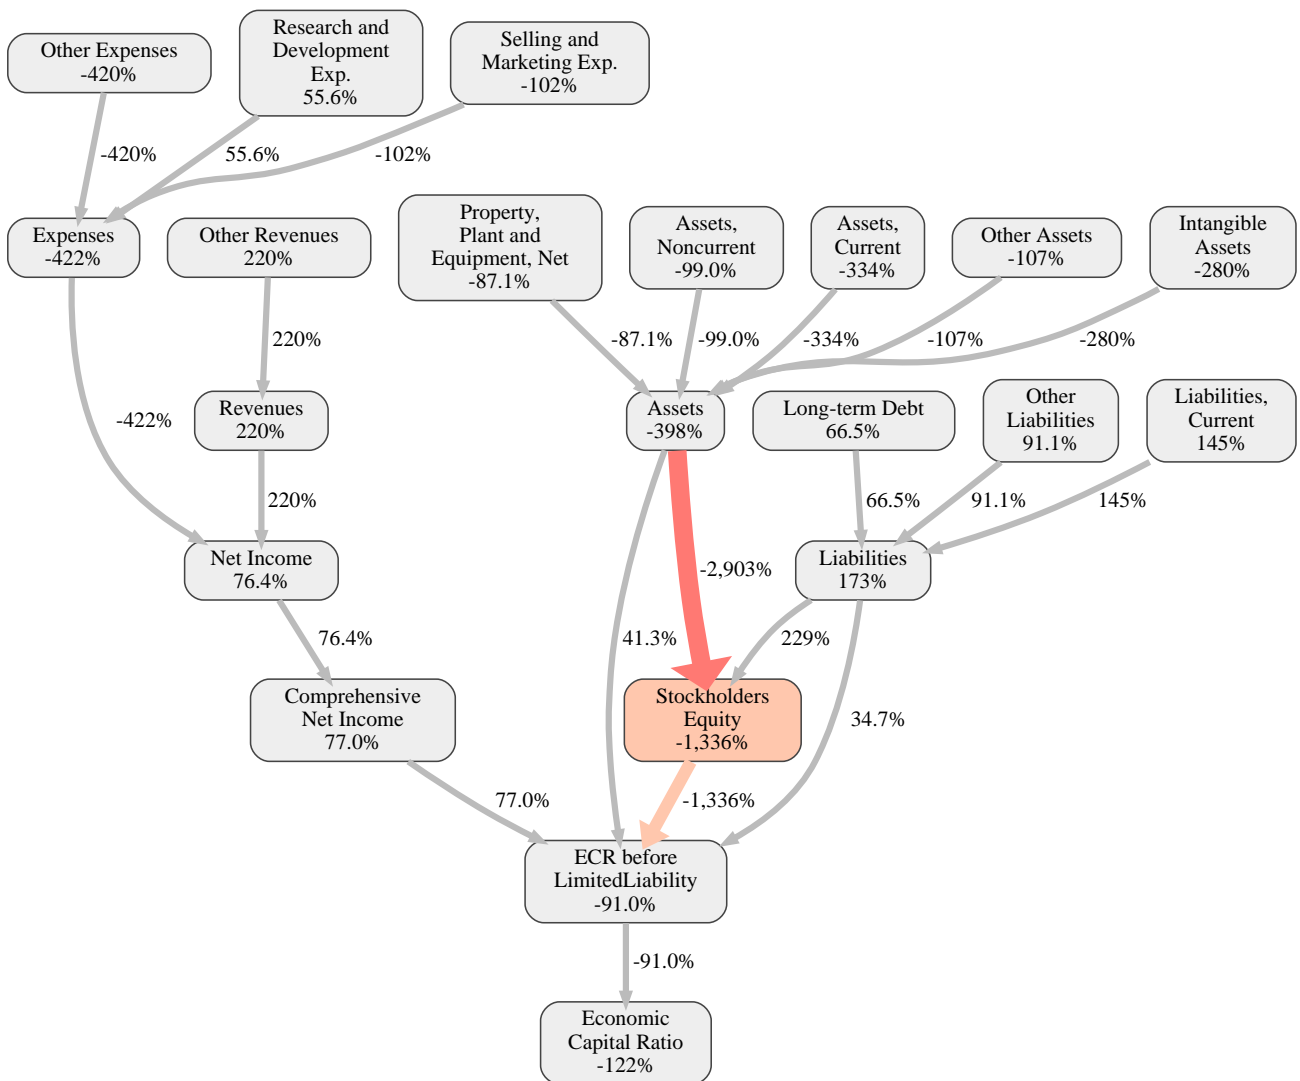 Other Expenses
-420%
Research and
Development
Exp.
55.6%
Selling and
Marketing Exp.
-102%
-420%
55.6%
-102%
Expenses
-422%
Other Revenues
220%
Property,
Plant and
Equipment, Net
-87.1%
Assets,
Noncurrent
-99.0%
Assets,
Current
-334%
Other Assets
-107%
Intangible
Assets
-280%
220%
-87.1%
-99.0%
-334%
-107%
-280%
-422%
Revenues
220%
Assets
-398%
Long-term Debt
66.5%
Other
Liabilities
91.1%
Liabilities,
Current
145%
220%
66.5%
91.1%
145%
Net Income
76.4%
-2,903%
Liabilities
173%
76.4%
41.3%
229%
34.7%
Comprehensive
Net Income
77.0%
Stockholders
Equity
-1,336%
77.0%
-1,336%
ECR before
LimitedLiability
-91.0%
-91.0%
Economic
Capital Ratio
-122%